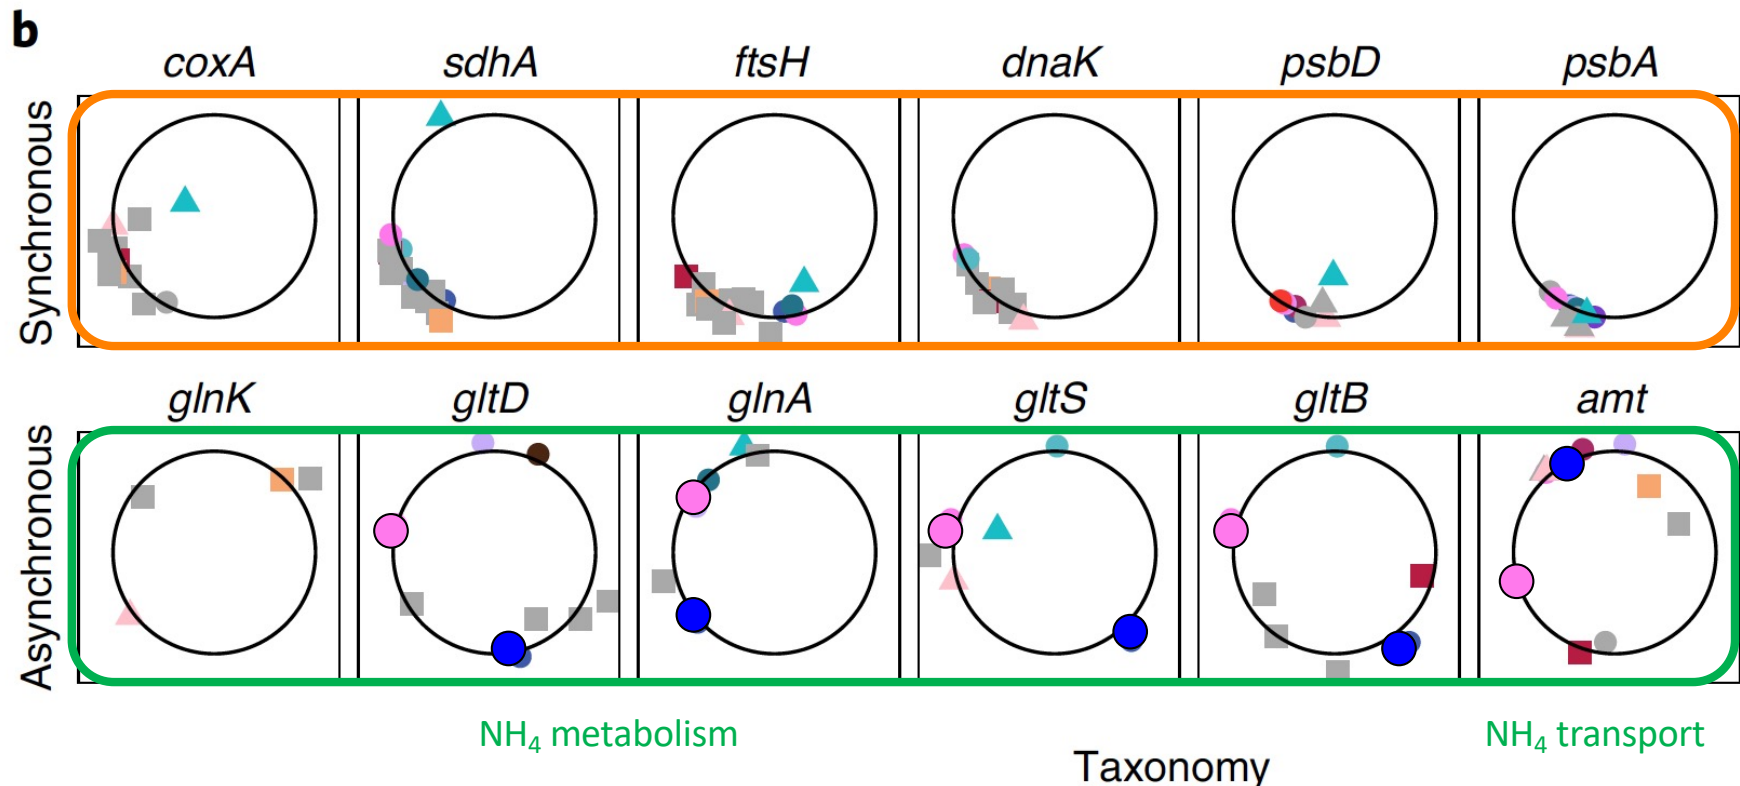 b
coxA sdhA ftsH dnaK psbD psbA
Synchronous
glnK gltD glnA gltS gltB amt
Asynchronous
NH₄ metabolism NH₄ transport
Taxonomy